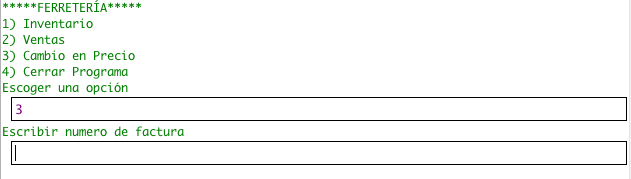 *****FERRETERÍA*****
1) Inventario
2) Ventas
3) Cambio en Precio
4) Cerrar Programa
Escoger una opción
3
Escribir numero de factura